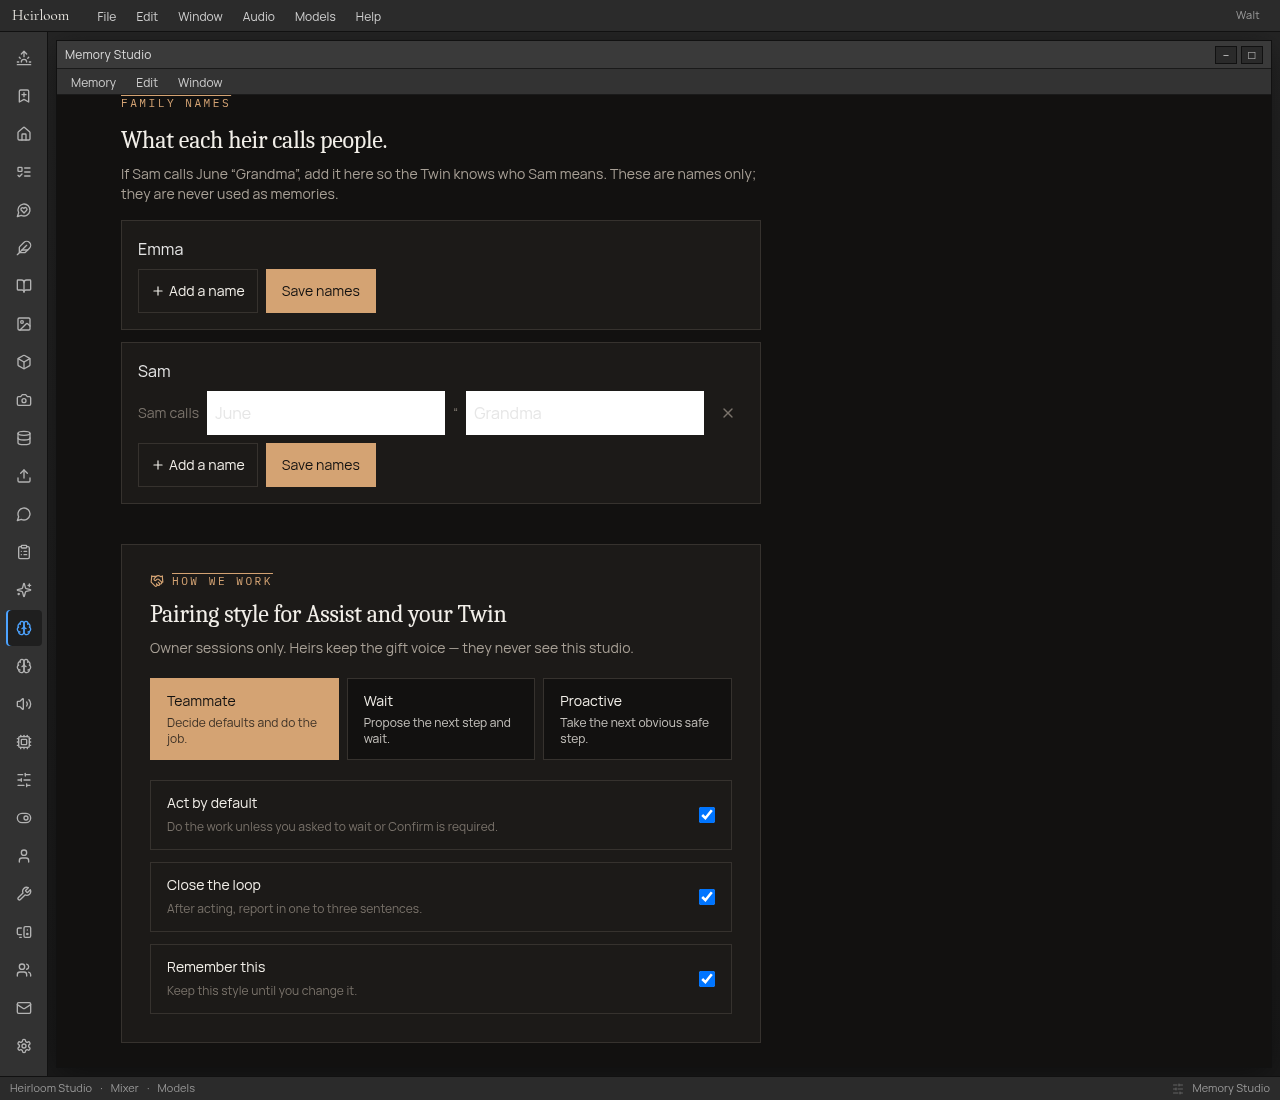 Heirloom File Edit Window Audio Models Help Walt
Memory Studio
Memory Edit Window
FAMILY NAMES
What each heir calls people.
If Sam calls June “Grandma”, add it here so the Twin knows who Sam means. These are names only;
they are never used as memories.
Emma
+ Add a name Save names
Sam
Sam calls June “ Grandma
+ Add a name Save names
HOW WE WORK
Pairing style for Assist and your Twin
Owner sessions only. Heirs keep the gift voice — they never see this studio.
Teammate
Decide defaults and do the
job.
Wait
Propose the next step and
wait.
Proactive
Take the next obvious safe
step.
Act by default
Do the work unless you asked to wait or Confirm is required.
Close the loop
After acting, report in one to three sentences.
Remember this
Keep this style until you change it.
Heirloom Studio · Mixer · Models Memory Studio